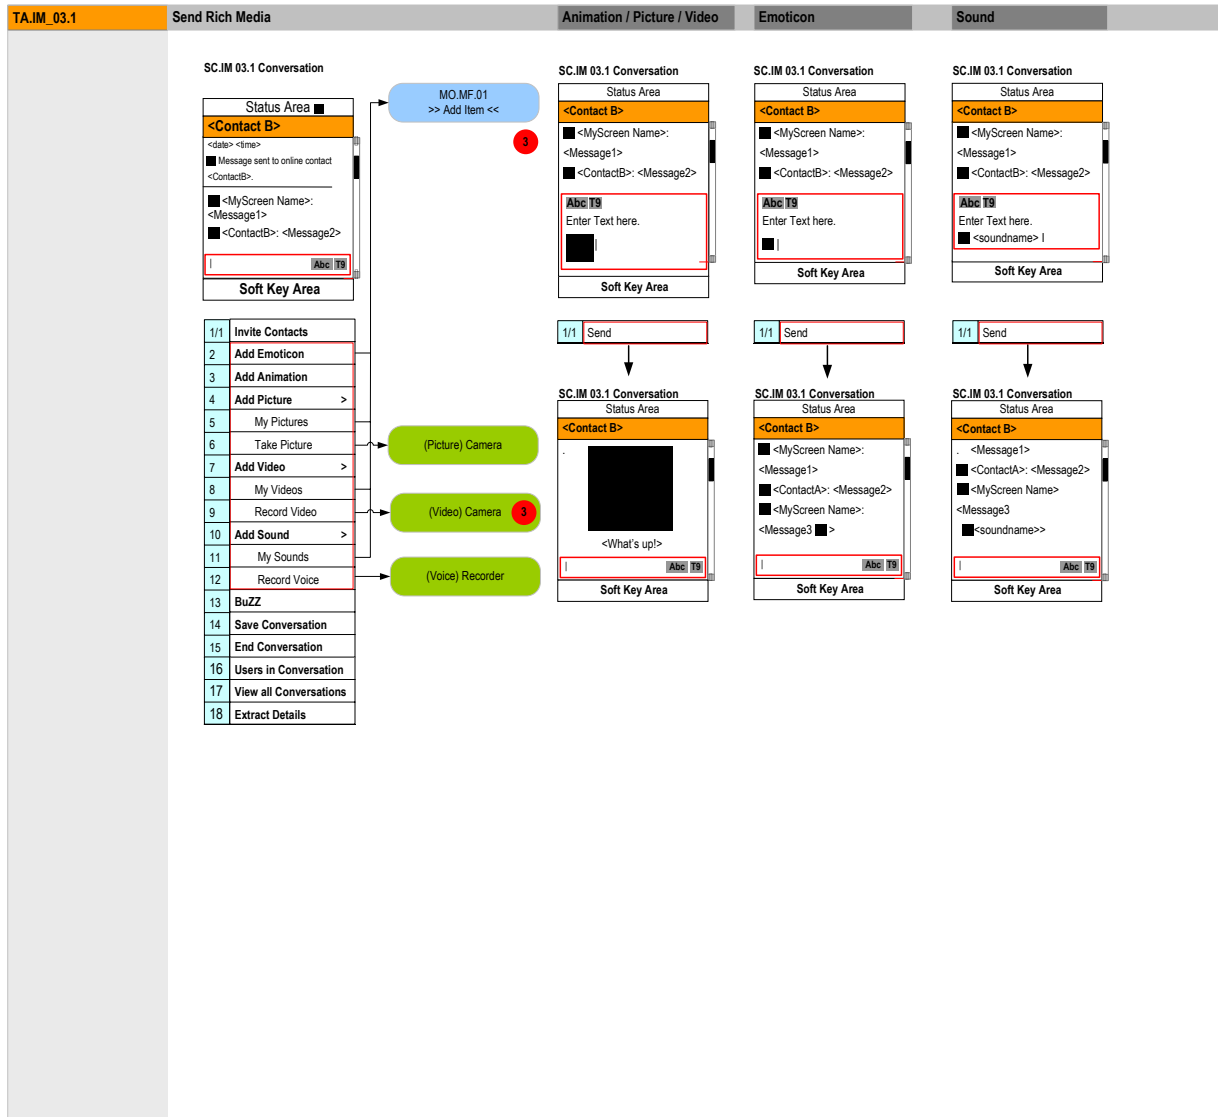 TA.IM_03.1
Send Rich Media
Animation / Picture / Video
Emoticon
Sound
SC.IM 03.1 Conversation
Status Area
<Contact B>
<date> <time>
Message sent to online contact
<ContactB>.
<MyScreen Name>:
<Message1>
<ContactB>: <Message2>
|
Abc T9
Soft Key Area
1/1 Invite Contacts
2 Add Emoticon
3 Add Animation
4 Add Picture >
5 My Pictures
6 Take Picture
7 Add Video >
8 My Videos
9 Record Video
10 Add Sound >
11 My Sounds
12 Record Voice
13 BuZZ
14 Save Conversation
15 End Conversation
16 Users in Conversation
17 View all Conversations
18 Extract Details
MO.MF.01
>> Add Item <<
3
(Picture) Camera
(Video) Camera 3
(Voice) Recorder
SC.IM 03.1 Conversation
Status Area
<Contact B>
<MyScreen Name>:
<Message1>
<ContactB>: <Message2>
Abc T9
Enter Text here.
|
Soft Key Area
1/1 Send
SC.IM 03.1 Conversation
Status Area
<Contact B>
.
<What's up!>
|
Abc T9
Soft Key Area
SC.IM 03.1 Conversation
Status Area
<Contact B>
<MyScreen Name>:
<Message1>
<ContactB>: <Message2>
Abc T9
Enter Text here.
|
Soft Key Area
1/1 Send
SC.IM 03.1 Conversation
Status Area
<Contact B>
<MyScreen Name>:
<Message1>
<ContactA>: <Message2>
<MyScreen Name>:
<Message3 >
|
Abc T9
Soft Key Area
SC.IM 03.1 Conversation
Status Area
<Contact B>
<MyScreen Name>:
<Message1>
<ContactB>: <Message2>
Abc T9
Enter Text here.
<soundname> |
Soft Key Area
1/1 Send
SC.IM 03.1 Conversation
Status Area
<Contact B>
. <Message1>
<ContactA>: <Message2>
<MyScreen Name>
<Message3
<soundname>>
|
Abc T9
Soft Key Area